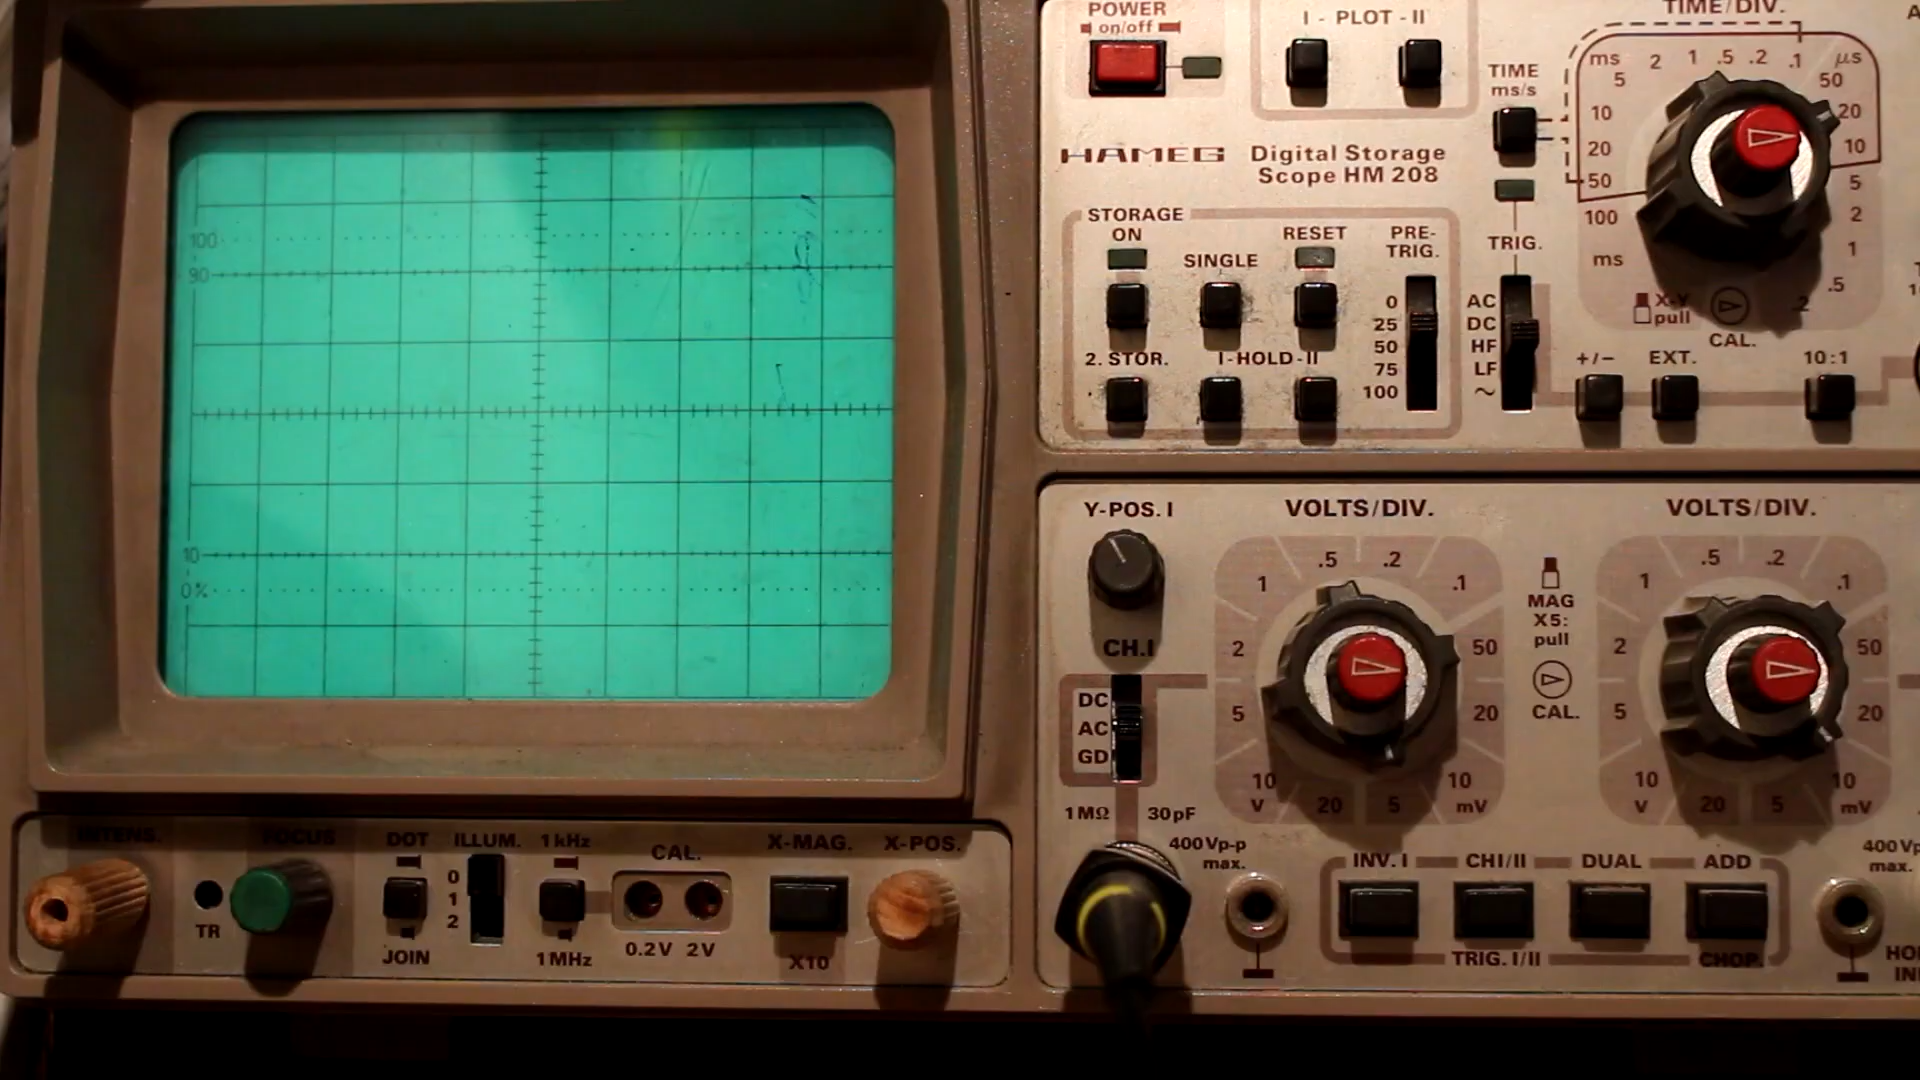 100
90
10
0%
INTENS.
FOCUS
TR
DOT
JOIN
ILLUM.
0
1
2
1kHz
1MHz
CAL.
0.2V 2V
X-MAG.
X10
X-POS.
POWER
on/off
I - PLOT - II
HAMEG
Digital Storage
Scope HM 208
TIME
ms/s
TIME/DIV.
ms
5
2
1
.5
.2
.1
µs
50
20
10
5
2
1
.5
.2
10
20
50
100
ms
X-Y
pull
CAL.
STORAGE
ON
SINGLE
RESET
2. STOR.
I-HOLD-II
PRE-
TRIG.
0
25
50
75
100
TRIG.
AC
DC
HF
LF
~
+/-
EXT.
10:1
Y-POS. I
CH.I
DC
AC
GD
1MΩ 30pF
400Vp-p
max.
VOLTS/DIV.
.5
.2
.1
1
2
5
10
V
20
50
20
10
mV
5
MAG
X5:
pull
CAL.
VOLTS/DIV.
.5
.2
.1
1
2
5
10
V
20
50
20
10
mV
5
INV. I
CHI/II
DUAL
ADD
TRIG. I/II
CHOP.
max.